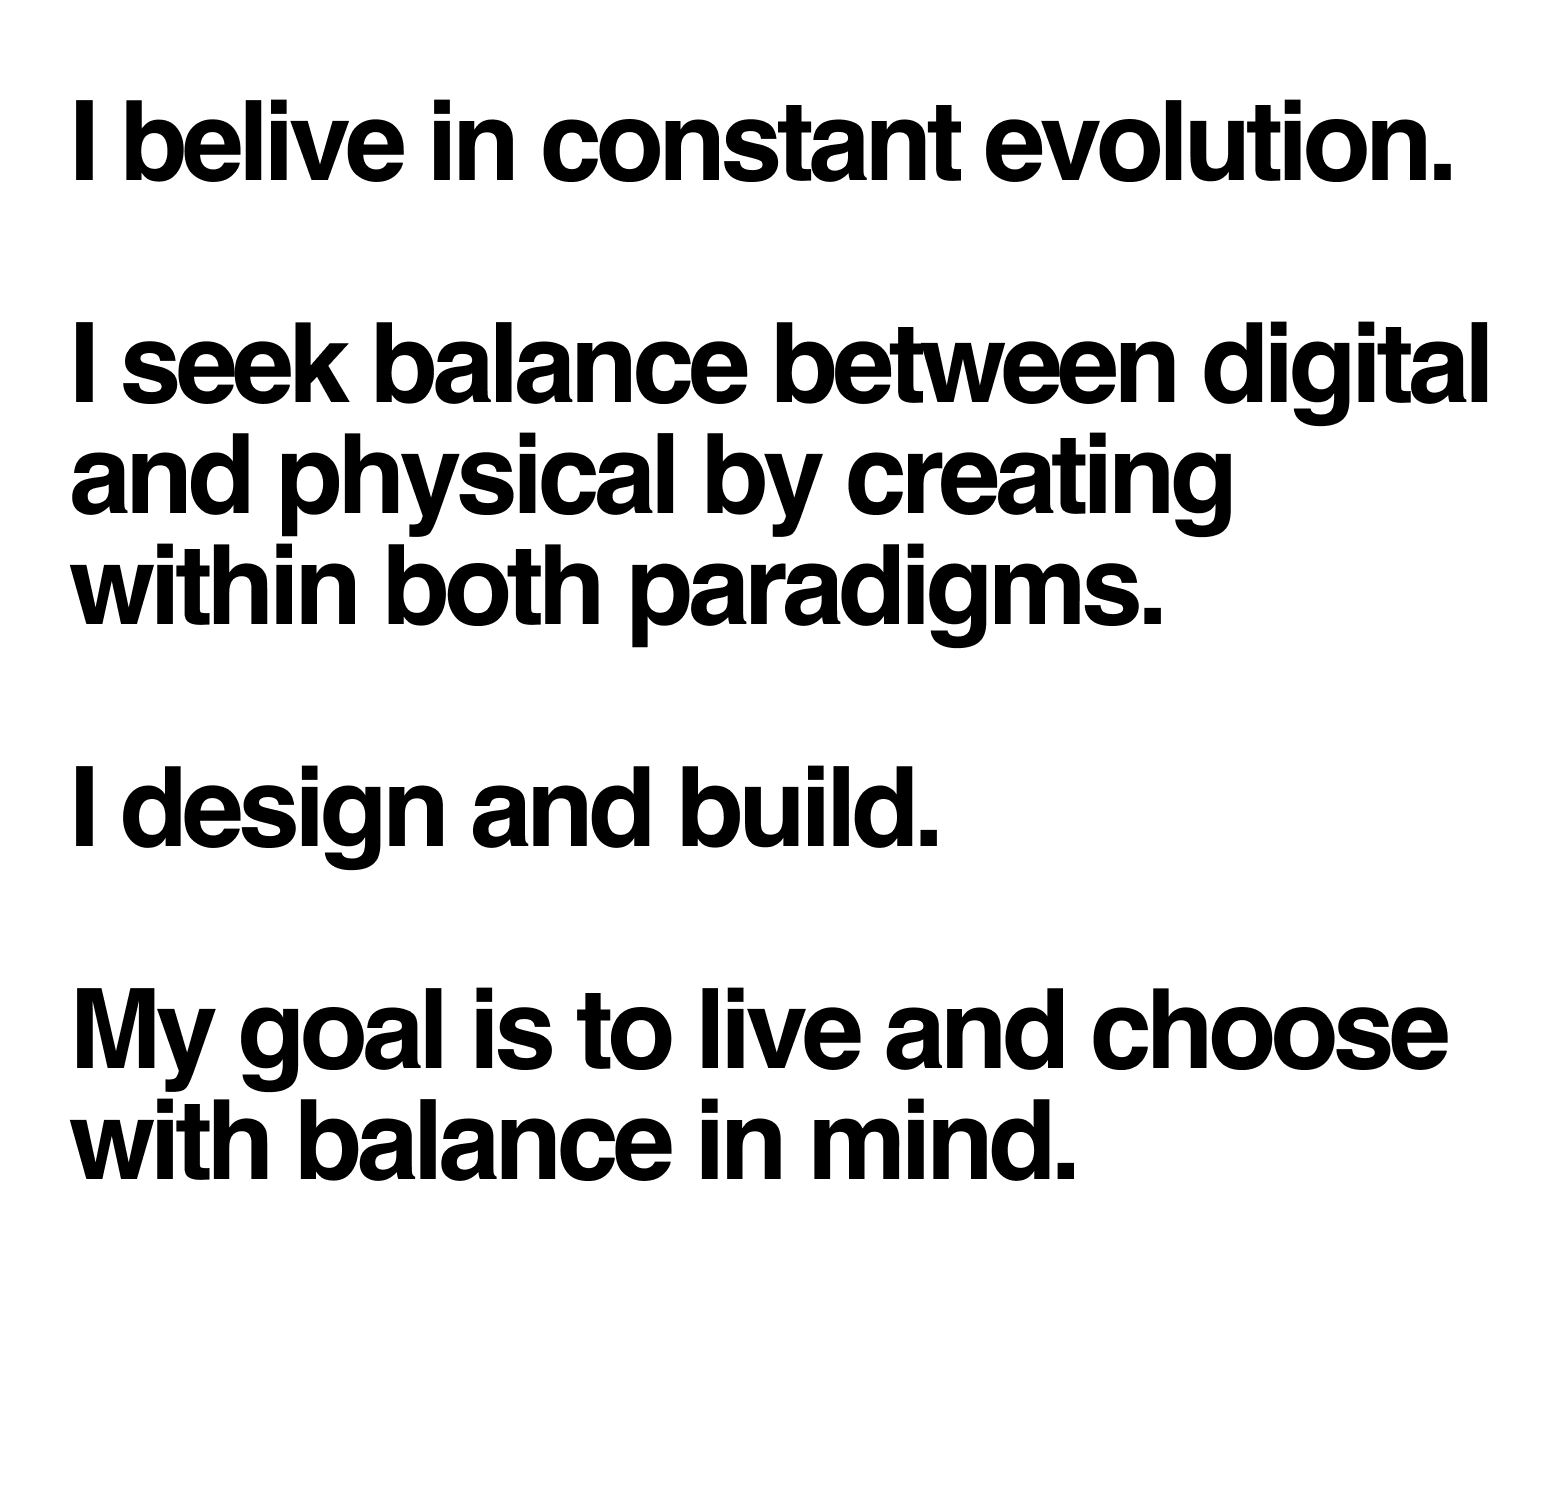 I belive in constant evolution.
I seek balance between digital
and physical by creating
within both paradigms.
I design and build.
My goal is to live and choose
with balance in mind.